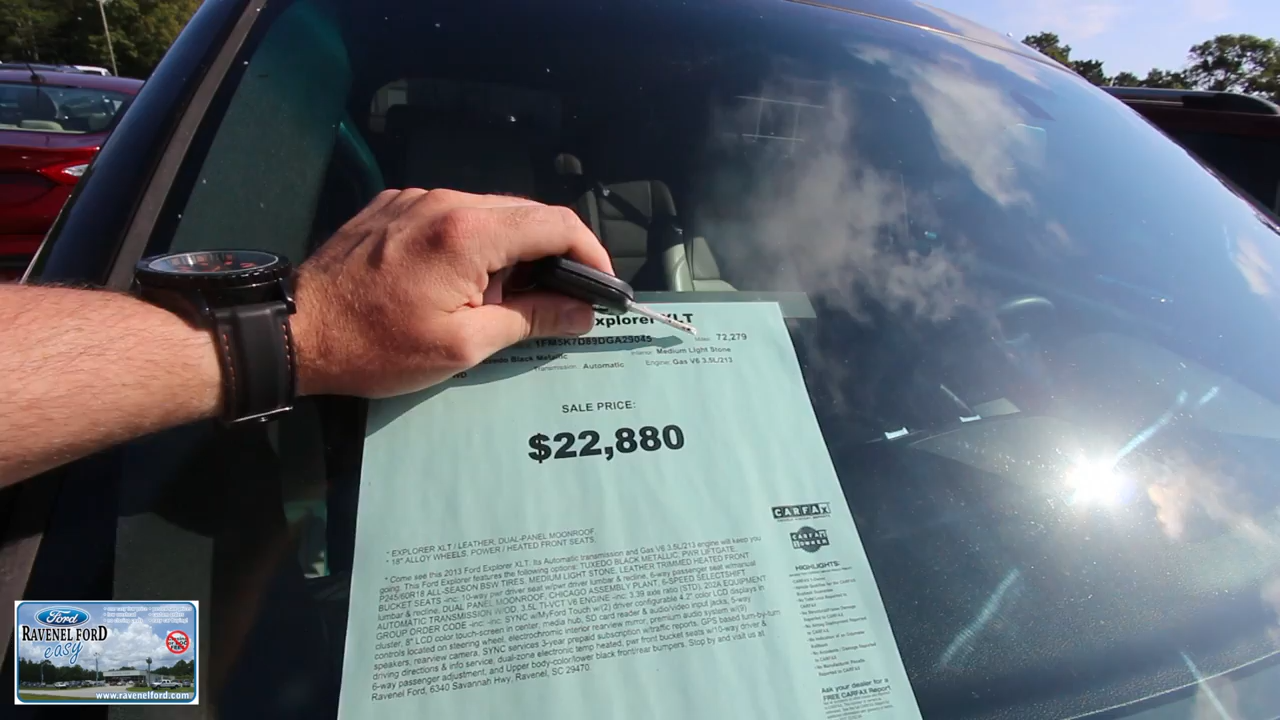 Explorer XLT
1FM5K7D89DGA29045
Miles: 72,279
Tuxedo Black Metallic
Interior: Medium Light Stone
Transmission: Automatic
Engine: Gas V6 3.5L/213
SALE PRICE:
$22,880
* EXPLORER XLT / LEATHER, DUAL-PANEL MOONROOF
* 18" ALLOY WHEELS, POWER / HEATED FRONT SEATS.
* Come see this 2013 Ford Explorer XLT. Its Automatic transmission and Gas V6 3.5L/213 engine will keep you
going. This Ford Explorer features the following options: TUXEDO BLACK METALLIC, PWR LIFTGATE,
P245/60R18 ALL-SEASON BSW TIRES, MEDIUM LIGHT STONE, LEATHER TRIMMED HEATED FRONT
BUCKET SEATS -inc: 10-way pwr driver seat w/pwr driver lumber & recline, 6-way passenger seat w/manual
lumbar & recline, DUAL PANEL MOONROOF, CHICAGO ASSEMBLY PLANT, 6-SPEED SELECTSHIFT
AUTOMATIC TRANSMISSION (STD), 3.5L TI-VCT V6 ENGINE -inc: 3.39 axle ratio (STD), 202A EQUIPMENT
GROUP ORDER CODE -inc: Touch w/(2) driver configurable 4.2" color LCD displays in
cluster, 8" LCD color touch-screen in center, media hub, SD card reader & audio/video input jacks, 5-way
controls located on steering wheel, electrochromic interior rearview mirror, premium audio system w/(9)
speakers, rearview camera, SYNC services 3-year prepaid subscription w/traffic reports, GPS based turn-by-turn
driving directions & info service, dual-zone electronic temp heated, pwr front bucket seats w/1-way driver &
6-way passenger adjustment, and Upper body-color/lower black front/rear bumpers. Stop by and visit us at
Ravenel Ford, 6340 Savannah Hwy, Ravenel, SC 29470.
CARFAX
CARFAX
1 OWNER
HIGHLIGHTS:
Ask your dealer for a
FREE CARFAX Report
Ford
RAVENEL FORD
easy
www.ravenelford.com